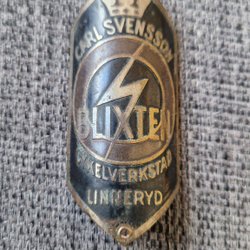 CARL SVENSSON
BLIXTEN
CYKELVERKSTAD
LINNERYD